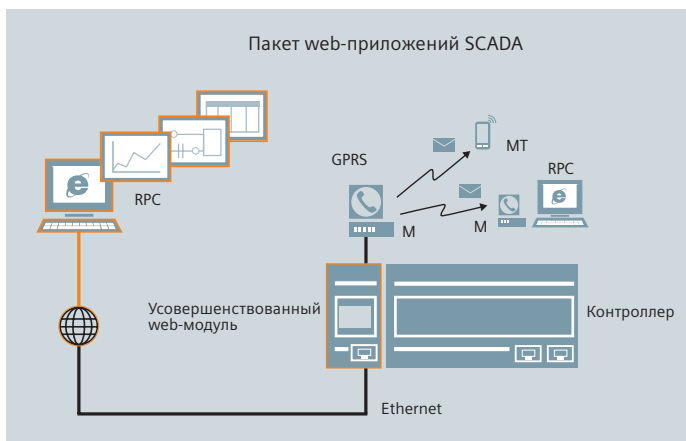 Пакет web-приложений SCADA
GPRS
MT
RPC
RPC
M
M
Усовершенствованный
web-модуль
Контроллер
Ethernet